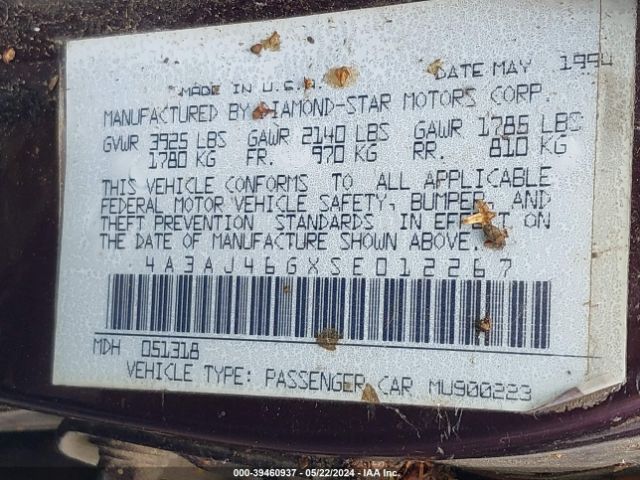 MADE IN U.S.A. DATE MAY 1994
MANUFACTURED BY DIAMOND-STAR MOTORS CORP.
GVWR 3925 LBS GAWR 2140 LBS GAWR 1785 LBS
1780 KG FR. 970 KG RR. 810 KG
THIS VEHICLE CONFORMS TO ALL APPLICABLE
FEDERAL MOTOR VEHICLE SAFETY, BUMPER, AND
THEFT PREVENTION STANDARDS IN EFFECT ON
THE DATE OF MANUFACTURE SHOWN ABOVE.
4A3AJ46GXSE012267
MDH 051318
VEHICLE TYPE: PASSENGER CAR MU900223
000-39460937 - 05/22/2024 - IAA Inc.